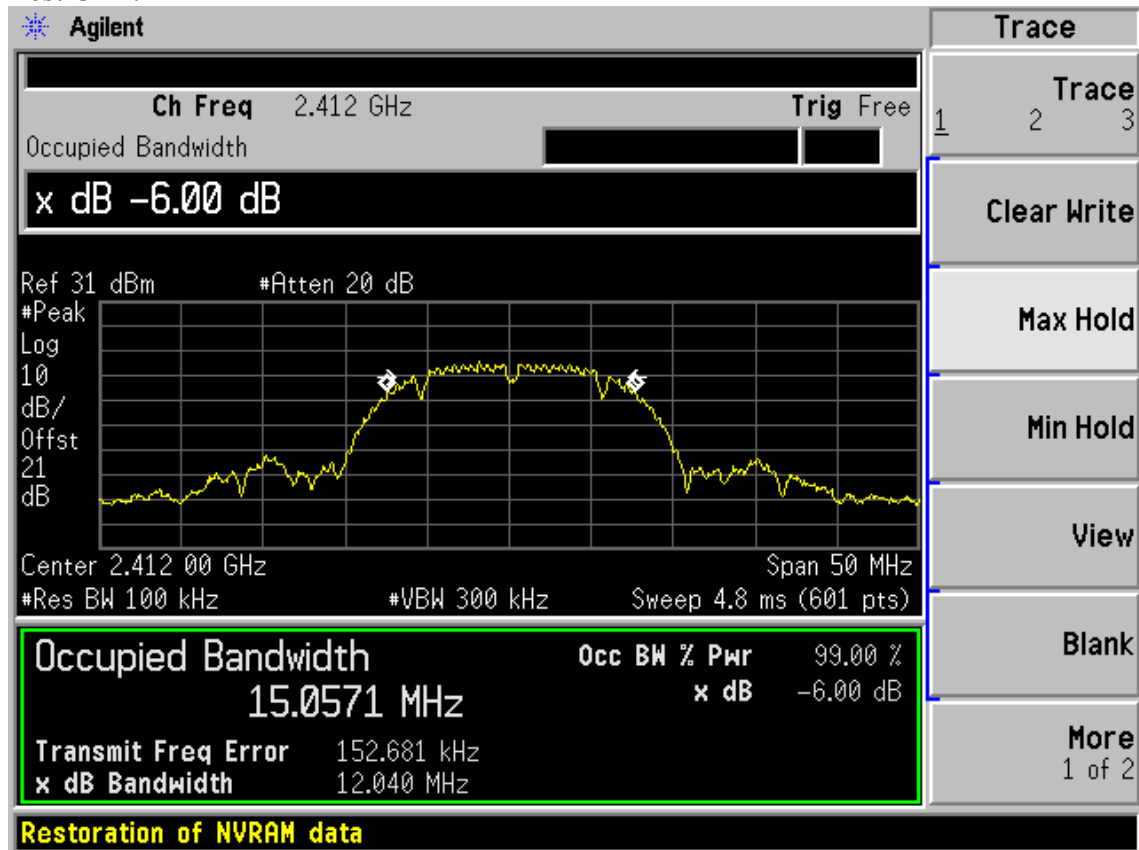 Agilent
Trace
Ch Freq 2.412 GHz Trig Free
Occupied Bandwidth
x dB -6.00 dB
Ref 31 dBm #Atten 20 dB
#Peak
Log
10
dB/
Offst
21
dB
Center 2.412 00 GHz Span 50 MHz
#Res BW 100 kHz #VBW 300 kHz Sweep 4.8 ms (601 pts)
Occupied Bandwidth Occ BW % Pwr 99.00 %
15.0571 MHz x dB -6.00 dB
Transmit Freq Error 152.681 kHz
x dB Bandwidth 12.040 MHz
Restoration of NVRAM data
Trace
1 2 3
Clear Write
Max Hold
Min Hold
View
Blank
More
1 of 2